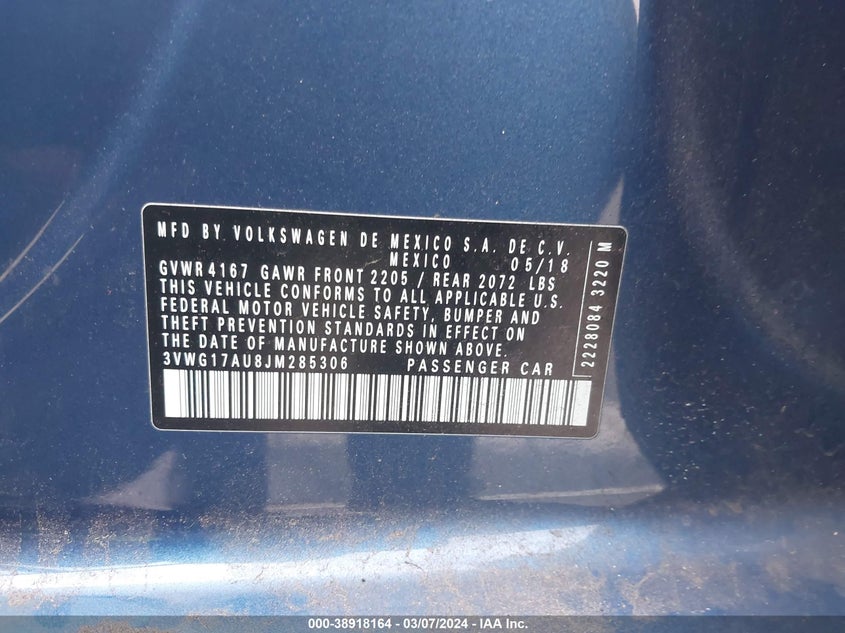 MFD BY VOLKSWAGEN DE MEXICO S.A. DE C.V.
MEXICO 05/18
GVWR 4167 GAWR FRONT 2205 / REAR 2072 LBS
THIS VEHICLE CONFORMS TO ALL APPLICABLE U.S.
FEDERAL MOTOR VEHICLE SAFETY, BUMPER AND
THEFT PREVENTION STANDARDS IN EFFECT ON
THE DATE OF MANUFACTURE SHOWN ABOVE.
3VWG17AU8JM285306 PASSENGER CAR
2228084 3220 M
000-38918164 - 03/07/2024 - IAA Inc.